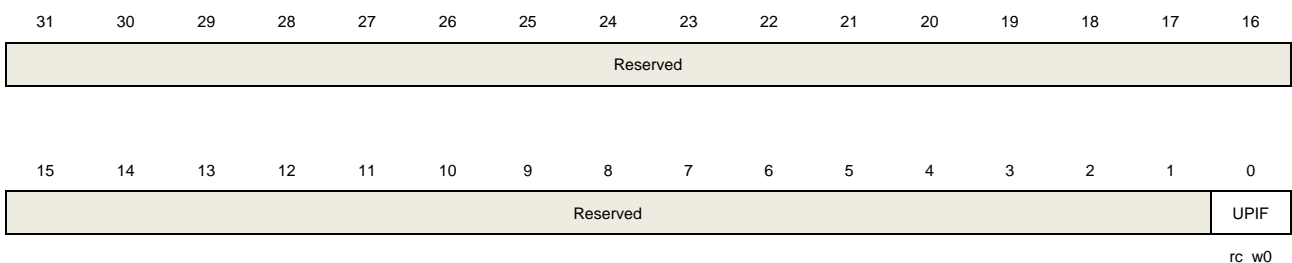 31 30 29 28 27 26 25 24 23 22 21 20 19 18 17 16
Reserved
15 14 13 12 11 10 9 8 7 6 5 4 3 2 1 0
Reserved UPIF
rc_w0